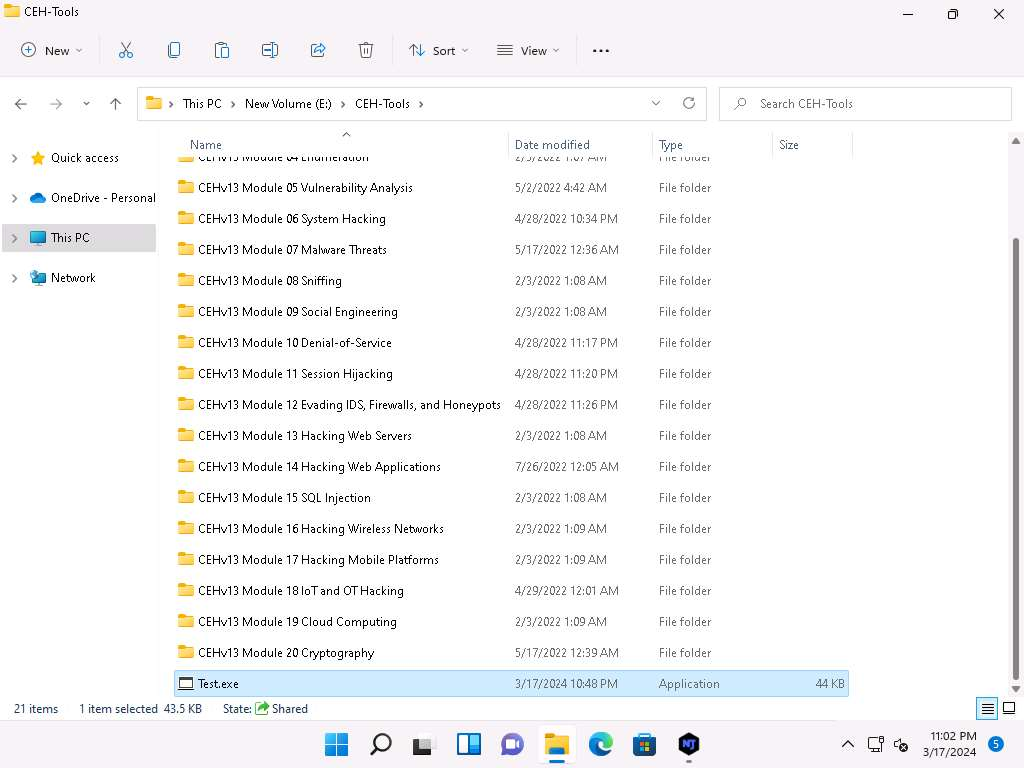 CEH-Tools
New Sort View
This PC New Volume (E:) CEH-Tools Search CEH-Tools
Name Date modified Type Size
CEHv13 Module 04 Enumeration 2/3/2022 1:07 AM File folder
CEHv13 Module 05 Vulnerability Analysis 5/2/2022 4:42 AM File folder
CEHv13 Module 06 System Hacking 4/28/2022 10:34 PM File folder
CEHv13 Module 07 Malware Threats 5/17/2022 12:36 AM File folder
CEHv13 Module 08 Sniffing 2/3/2022 1:08 AM File folder
CEHv13 Module 09 Social Engineering 2/3/2022 1:08 AM File folder
CEHv13 Module 10 Denial-of-Service 4/28/2022 11:17 PM File folder
CEHv13 Module 11 Session Hijacking 4/28/2022 11:20 PM File folder
CEHv13 Module 12 Evading IDS, Firewalls, and Honeypots 4/28/2022 11:26 PM File folder
CEHv13 Module 13 Hacking Web Servers 2/3/2022 1:08 AM File folder
CEHv13 Module 14 Hacking Web Applications 7/26/2022 12:05 AM File folder
CEHv13 Module 15 SQL Injection 2/3/2022 1:08 AM File folder
CEHv13 Module 16 Hacking Wireless Networks 2/3/2022 1:09 AM File folder
CEHv13 Module 17 Hacking Mobile Platforms 2/3/2022 1:09 AM File folder
CEHv13 Module 18 IoT and OT Hacking 4/29/2022 12:01 AM File folder
CEHv13 Module 19 Cloud Computing 2/3/2022 1:09 AM File folder
CEHv13 Module 20 Cryptography 5/17/2022 12:39 AM File folder
Test.exe 3/17/2024 10:48 PM Application 44 KB
Quick access
OneDrive - Personal
This PC
Network
21 items 1 item selected 43.5 KB State: Shared
NT
11:02 PM
3/17/2024
5